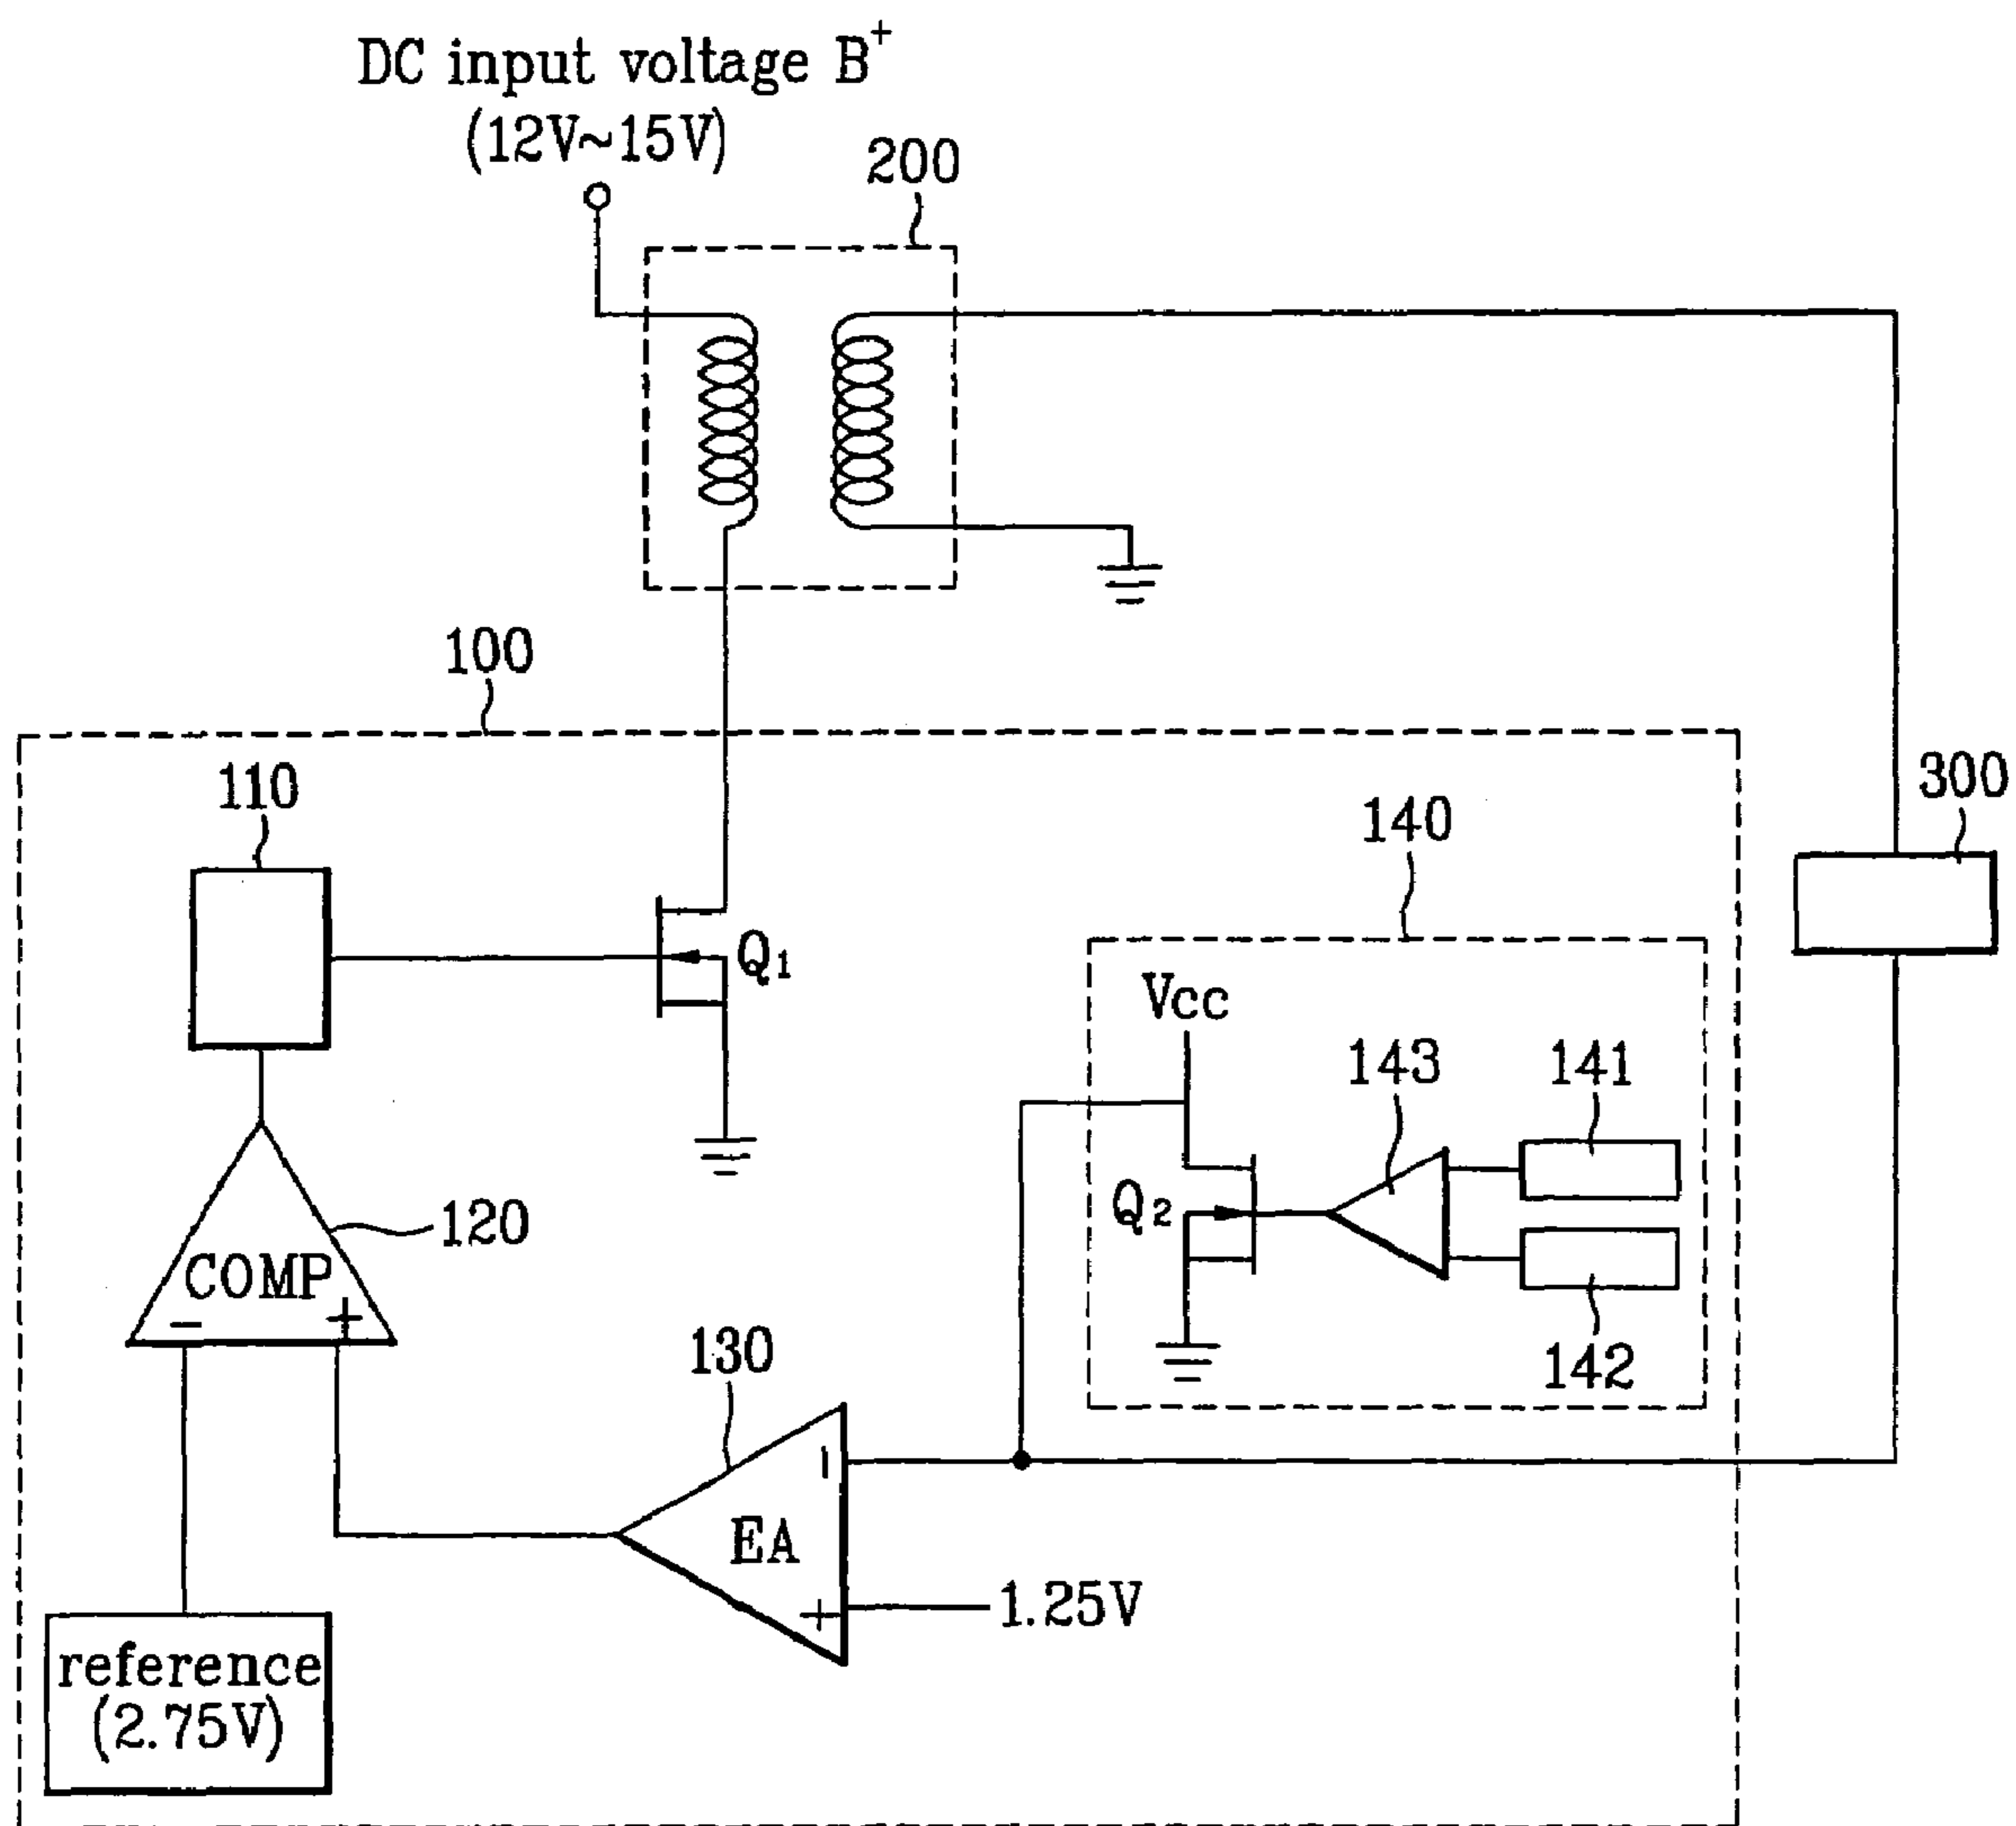 DC input voltage B+
(12V~15V)
200
100
110
300
140
Q1
Vcc
143
141
Q2
120
COMP
- +
142
130
-
EA
+
1.25V
reference
(2.75V)